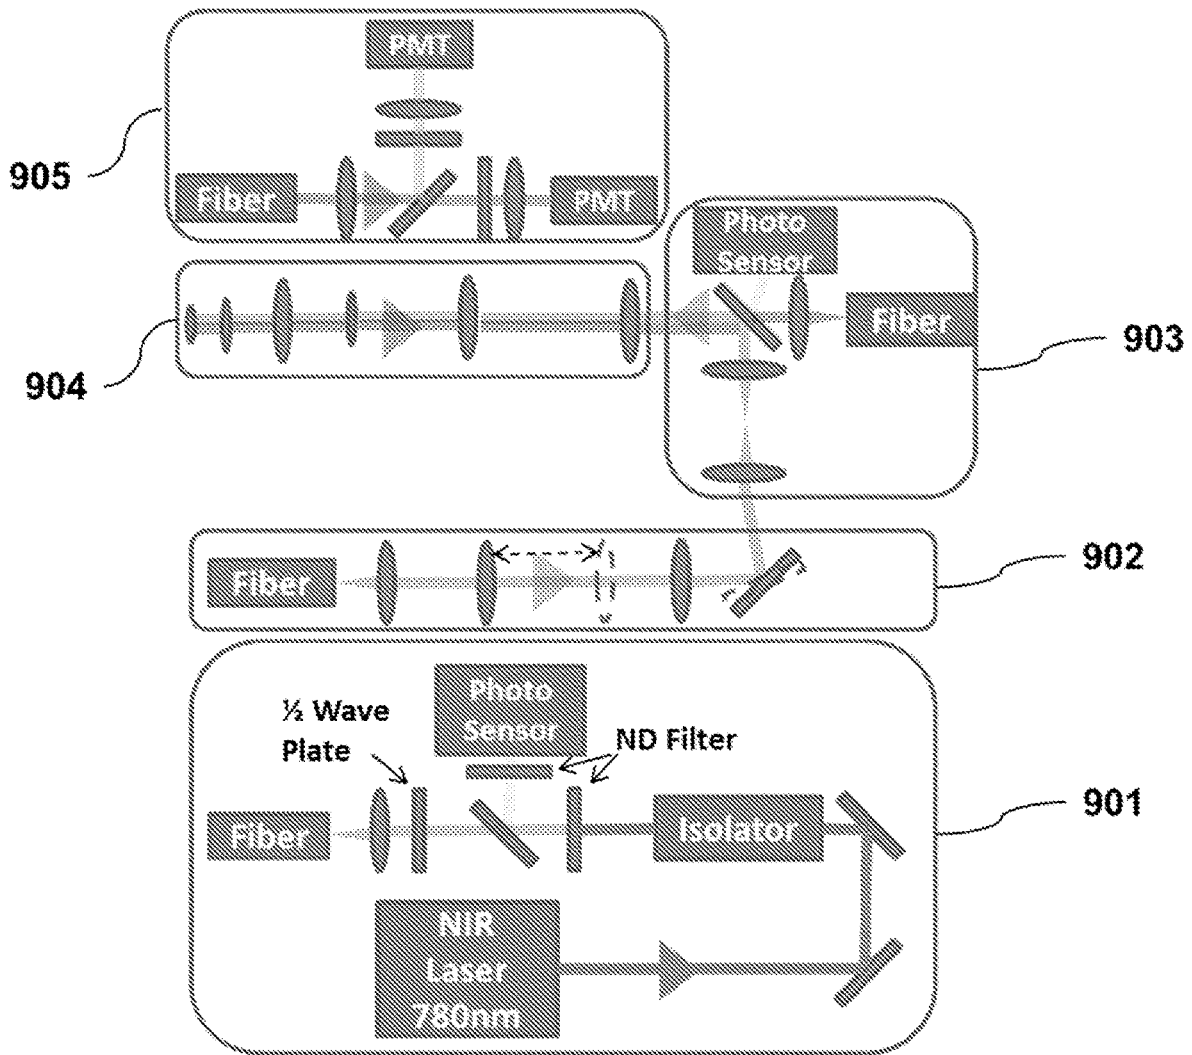 PMT
905
Fiber
PMT
Photo
Sensor
Fiber
903
904
902
Fiber
Photo
Sensor
½ Wave
Plate
ND Filter
901
Fiber
Isolator
NIR
Laser
780nm